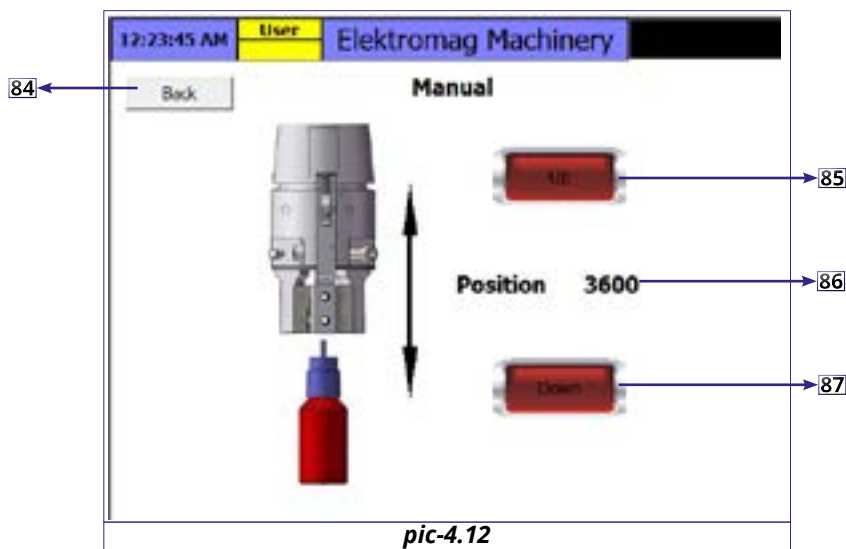 12:23:45 AM User Elektromag Machinery
84 Back Manual
Up 85
Position 3600 86
Down 87
pic-4.12